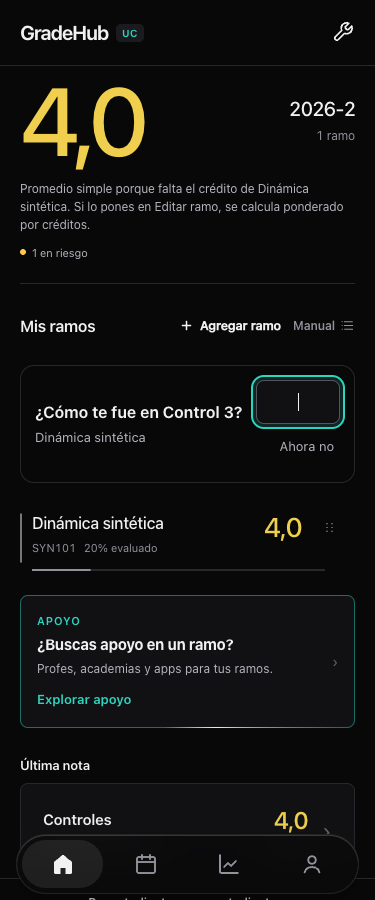 GradeHub UC
4,0
2026-2
1 ramo
Promedio simple porque falta el crédito de Dinámica
sintética. Si lo pones en Editar ramo, se calcula ponderado
por créditos.
1 en riesgo
Mis ramos
+ Agregar ramo
Manual
¿Cómo te fue en Control 3?
Dinámica sintética
Ahora no
Dinámica sintética
4,0
SYN101 20% evaluado
APOYO
¿Buscas apoyo en un ramo?
Profes, academias y apps para tus ramos.
Explorar apoyo
Última nota
Controles
4,0